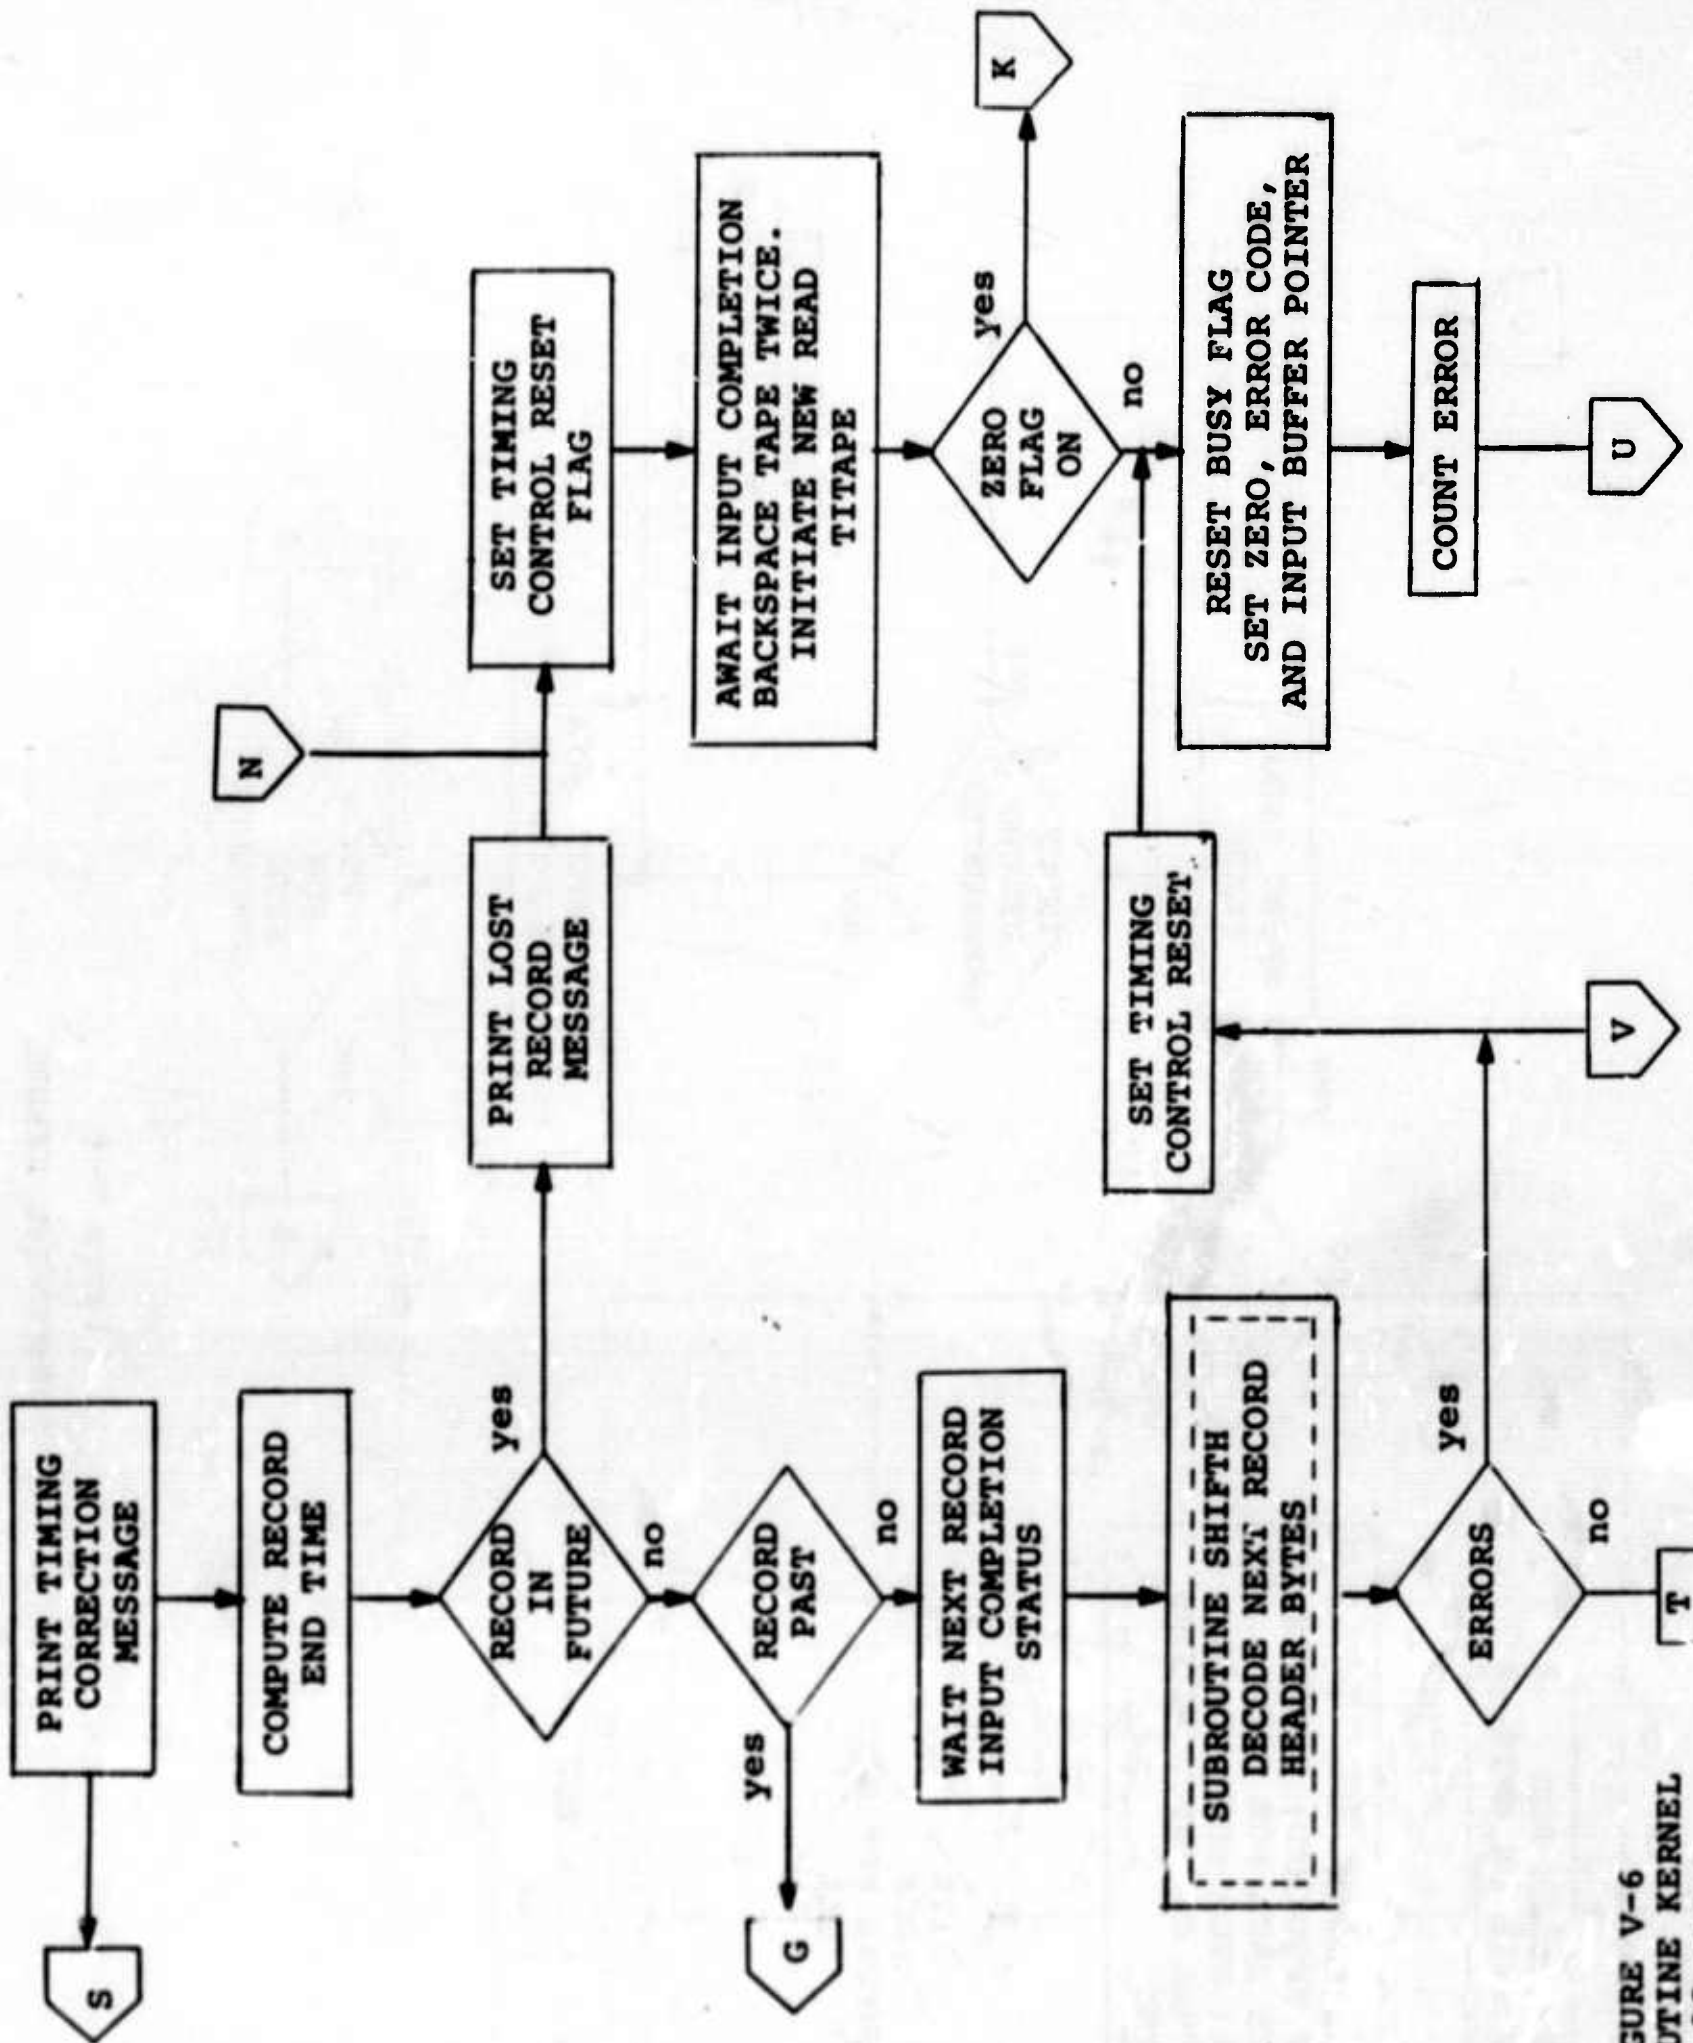 PRINT TIMING
CORRECTION
MESSAGE
S
COMPUTE RECORD
END TIME
RECORD
IN
FUTURE
yes
no
PRINT LOST
RECORD
MESSAGE
N
SET TIMING
CONTROL RESET
FLAG
AWAIT INPUT COMPLETION
BACKSPACE TAPE TWICE.
INITIATE NEW READ
TITAPE
ZERO
FLAG
ON
yes
K
no
RECORD
PAST
yes
G
no
WAIT NEXT RECORD
INPUT COMPLETION
STATUS
SUBROUTINE SHIFTH
DECODE NEXT RECORD
HEADER BYTES
ERRORS
yes
no
T
SET TIMING
CONTROL RESET
V
RESET BUSY FLAG
SET ZERO, ERROR CODE,
AND INPUT BUFFER POINTER
COUNT ERROR
U
GURE V-6
UTINE KERNEL